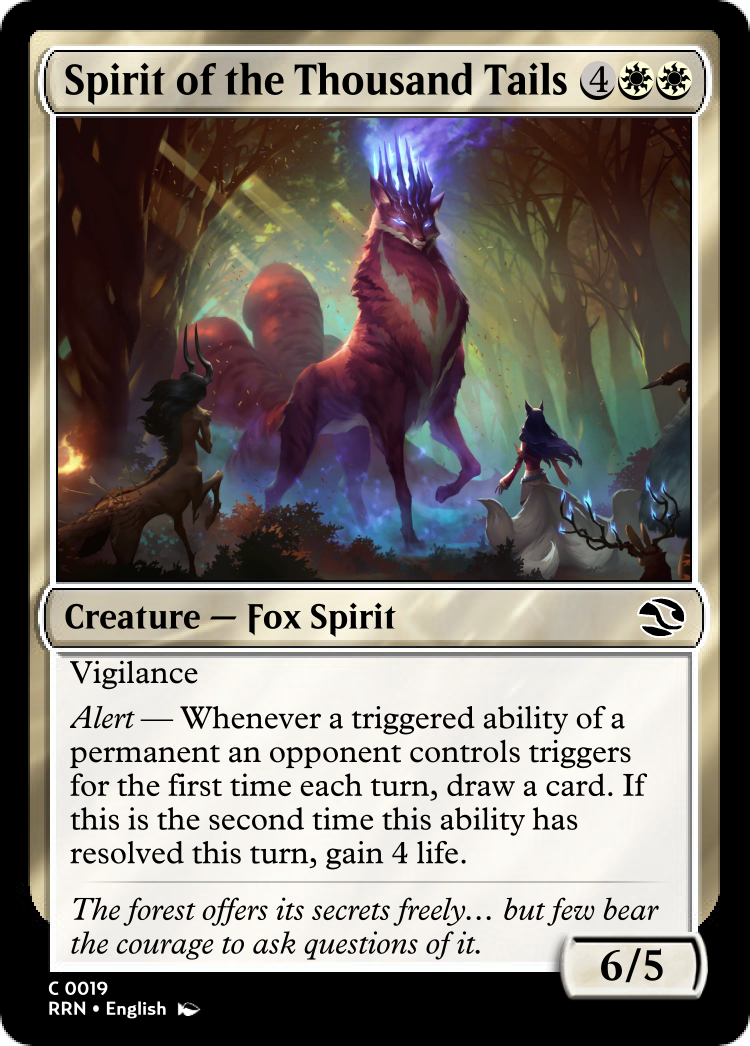 Spirit of the Thousand Tails 4
Creature — Fox Spirit
Vigilance
Alert — Whenever a triggered ability of a
permanent an opponent controls triggers
for the first time each turn, draw a card. If
this is the second time this ability has
resolved this turn, gain 4 life.
The forest offers its secrets freely… but few bear
the courage to ask questions of it.
6/5
C 0019
RRN • English